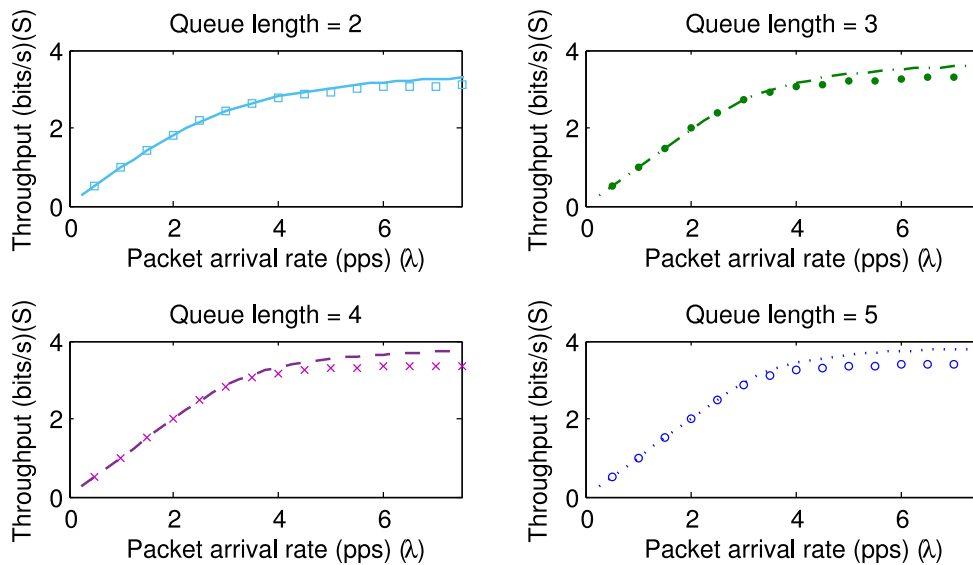 Queue length = 2
Throughput (bits/s)(S)
4
2
0
0 2 4 6
Packet arrival rate (pps) (λ)
Queue length = 3
Throughput (bits/s)(S)
4
2
0
0 2 4 6
Packet arrival rate (pps) (λ)
Queue length = 4
Throughput (bits/s)(S)
4
2
0
0 2 4 6
Packet arrival rate (pps) (λ)
Queue length = 5
Throughput (bits/s)(S)
4
2
0
0 2 4 6
Packet arrival rate (pps) (λ)